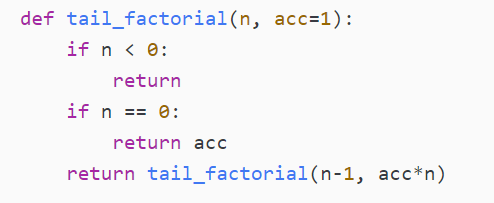 def tail_factorial(n, acc=1):
    if n < 0:
        return
    if n == 0:
        return acc
    return tail_factorial(n-1, acc*n)